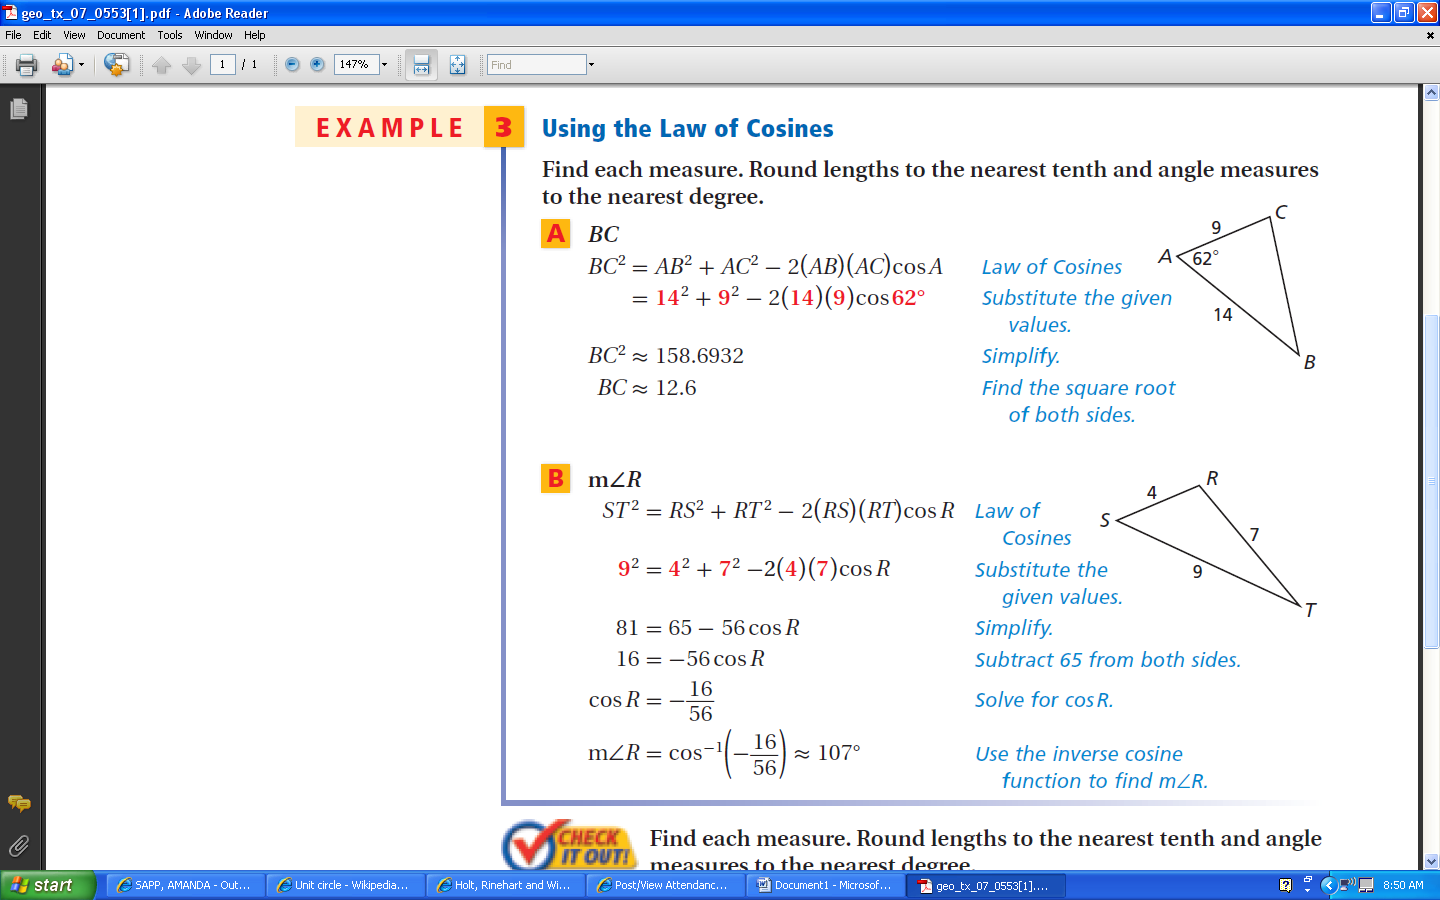 geo_tx_07_0553[1].pdf - Adobe Reader
File Edit View Document Tools Window Help
1 / 1 147% Find
EXAMPLE 3 Using the Law of Cosines
Find each measure. Round lengths to the nearest tenth and angle measures
to the nearest degree.
A BC
BC² = AB² + AC² − 2(AB)(AC)cos A Law of Cosines
= 14² + 9² − 2(14)(9)cos 62° Substitute the given
values.
BC² ≈ 158.6932 Simplify.
BC ≈ 12.6 Find the square root
of both sides.
C
9
A 62°
14
B
B m∠R
ST² = RS² + RT² − 2(RS)(RT)cos R Law of
Cosines
9² = 4² + 7² −2(4)(7)cos R Substitute the
given values.
81 = 65 − 56 cos R Simplify.
16 = −56 cos R Subtract 65 from both sides.
cos R = −16/56 Solve for cos R.
m∠R = cos⁻¹(−16/56) ≈ 107° Use the inverse cosine
function to find m∠R.
R
4
S
7
9
T
CHECK
IT OUT!
Find each measure. Round lengths to the nearest tenth and angle
measures to the nearest degree.
start SAPP, AMANDA - Out... Unit circle - Wikipedia... Holt, Rinehart and Wi... Post/View Attendanc... Document1 - Microsof... geo_tx_07_0553[1].... 8:50 AM